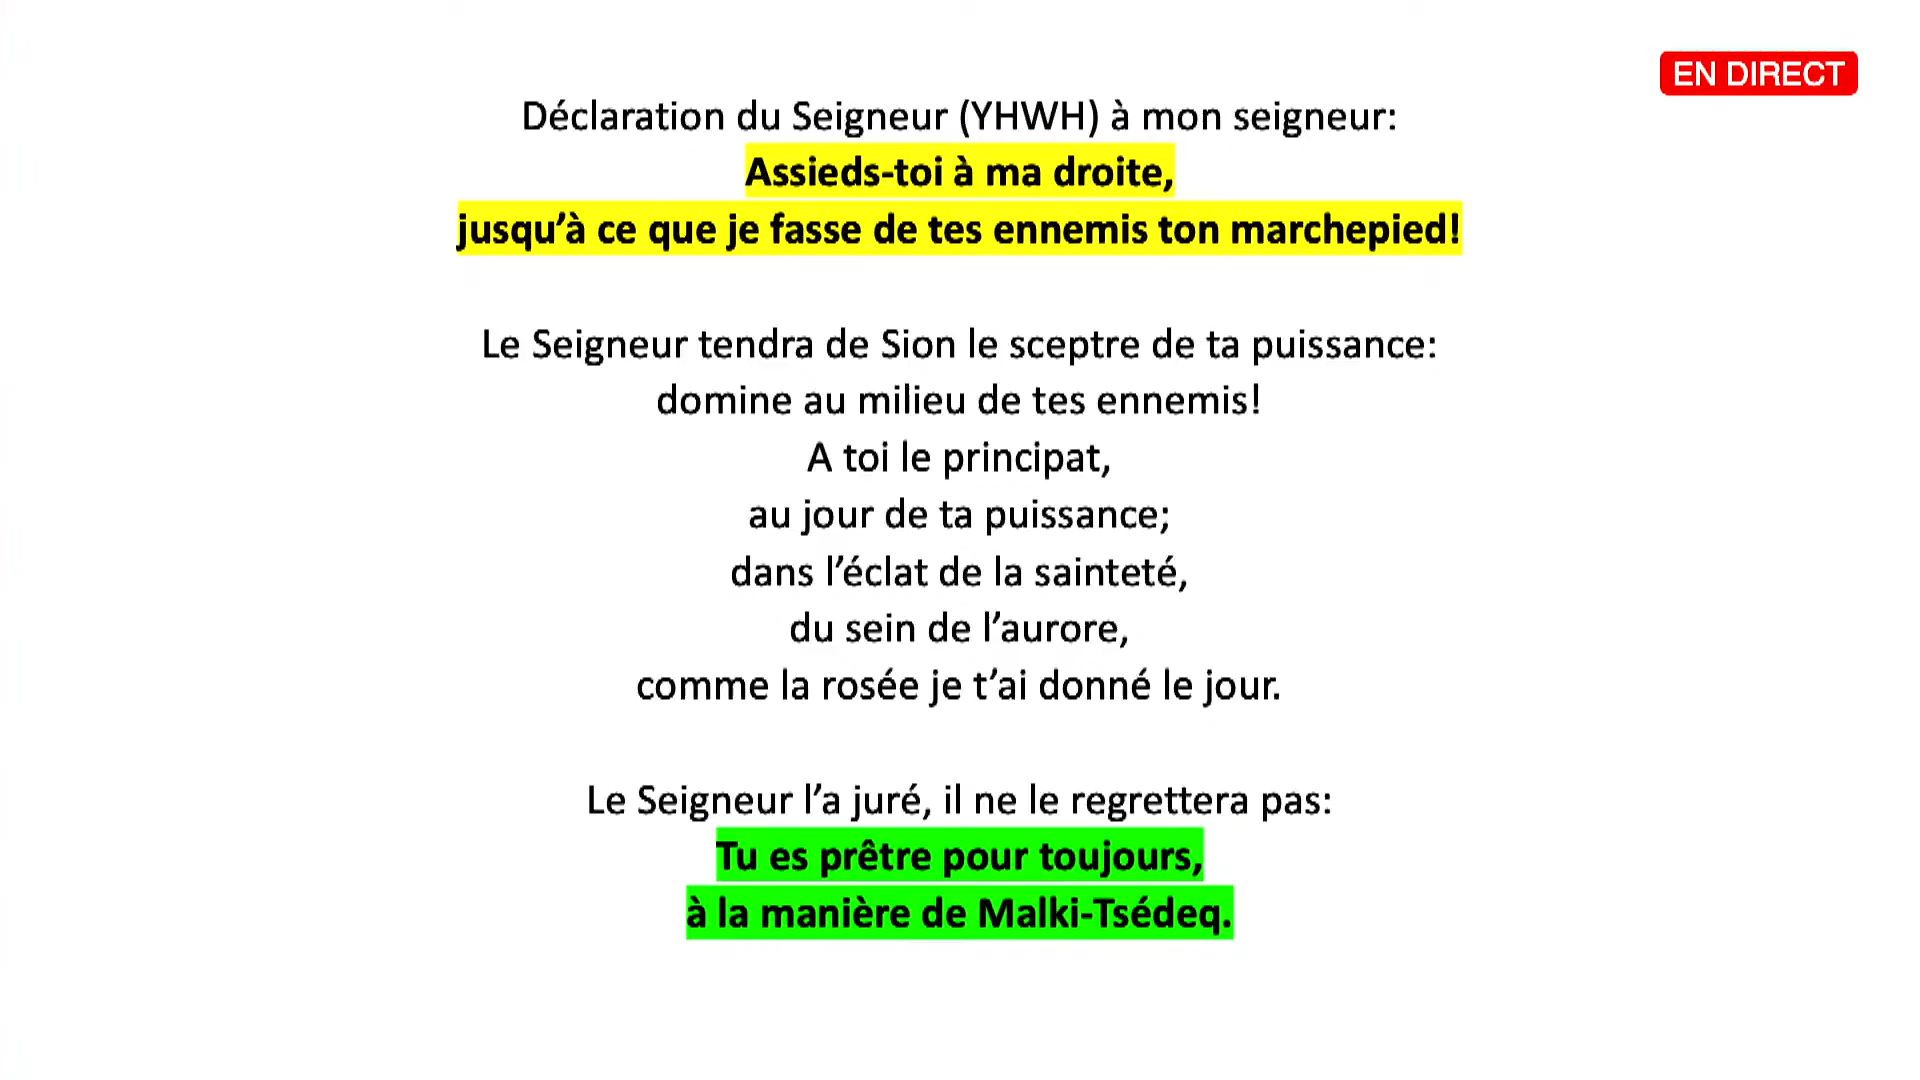 EN DIRECT
Déclaration du Seigneur (YHWH) à mon seigneur:
Assieds-toi à ma droite,
jusqu’à ce que je fasse de tes ennemis ton marchepied!
Le Seigneur tendra de Sion le sceptre de ta puissance:
domine au milieu de tes ennemis!
A toi le principat,
au jour de ta puissance;
dans l’éclat de la sainteté,
du sein de l’aurore,
comme la rosée je t’ai donné le jour.
Le Seigneur l’a juré, il ne le regrettera pas:
Tu es prêtre pour toujours,
à la manière de Malki-Tsédeq.